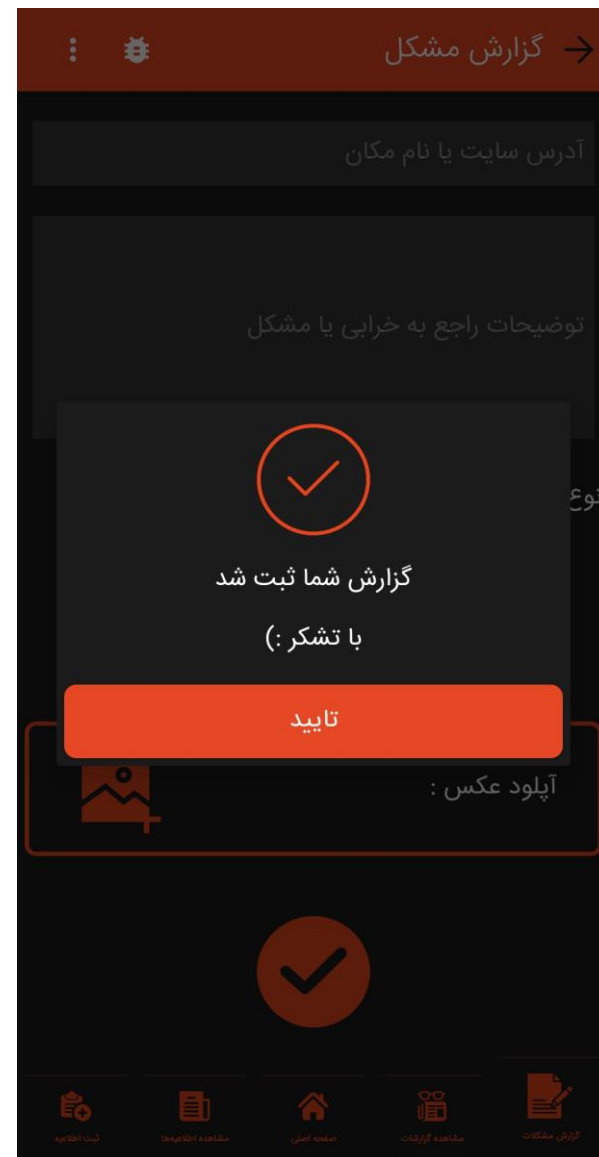 گزارش مشکل
آدرس سایت یا نام مکان
توضیحات راجع به خرابی یا مشکل
نوع
گزارش شما ثبت شد
با تشکر :)
تایید
آپلود عکس :
گزارش مشکلات
مشاهده گزارشات
صفحه اصلی
مشاهده اطلاعیه‌ها
ثبت اطلاعیه